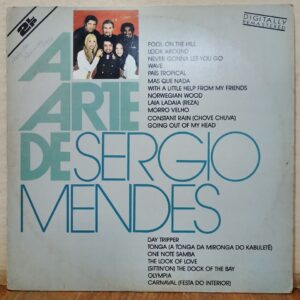 2LP
DIGITALLY
REMASTERED
A
ARTE
DE SERGIO
MENDES
FOOL ON THE HILL
LOOK AROUND
NEVER GONNA LET YOU GO
WAVE
PAÍS TROPICAL
MAS QUE NADA
WITH A LITTLE HELP FROM MY FRIENDS
NORWEGIAN WOOD
LAIA LADAIA (REZA)
MORRO VELHO
CONSTANT RAIN (CHOVE CHUVA)
GOING OUT OF MY HEAD
DAY TRIPPER
TONGA (A TONGA DA MIRONGA DO KABULETÊ)
ONE NOTE SAMBA
THE LOOK OF LOVE
(SITTIN'ON) THE DOCK OF THE BAY
OLYMPIA
CARNAVAL (FESTA DO INTERIOR)